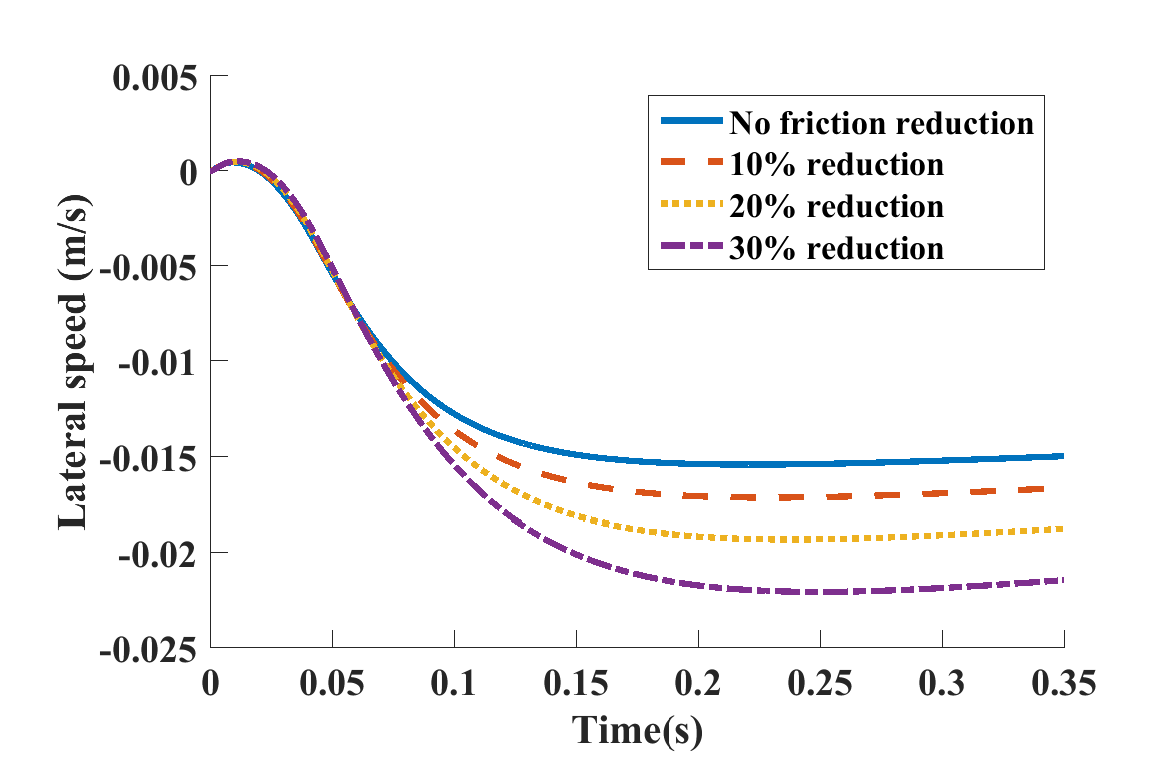 0.005
0
-0.005
-0.01
-0.015
-0.02
-0.025
Lateral speed (m/s)
No friction reduction
10% reduction
20% reduction
30% reduction
0 0.05 0.1 0.15 0.2 0.25 0.3 0.35
Time(s)